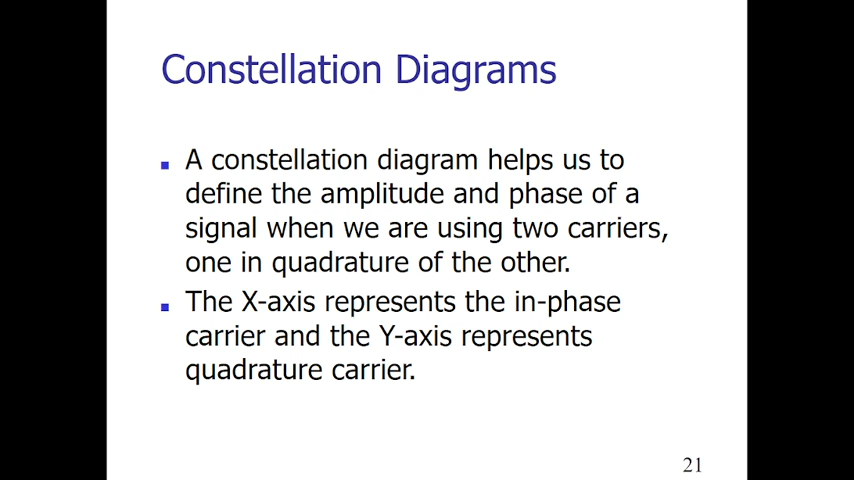 Constellation Diagrams
A constellation diagram helps us to
define the amplitude and phase of a
signal when we are using two carriers,
one in quadrature of the other.
The X-axis represents the in-phase
carrier and the Y-axis represents
quadrature carrier.
21